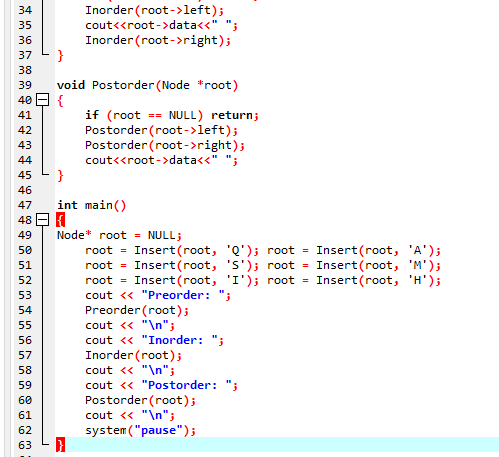 34 Inorder(root->left);
35 cout<<root->data<<" ";
36 Inorder(root->right);
37 }
38
39 void Postorder(Node *root)
40 {
41 if (root == NULL) return;
42 Postorder(root->left);
43 Postorder(root->right);
44 cout<<root->data<<" ";
45 }
46
47 int main()
48 {
49 Node* root = NULL;
50 root = Insert(root, 'Q'); root = Insert(root, 'A');
51 root = Insert(root, 'S'); root = Insert(root, 'M');
52 root = Insert(root, 'I'); root = Insert(root, 'H');
53 cout << "Preorder: ";
54 Preorder(root);
55 cout << "\n";
56 cout << "Inorder: ";
57 Inorder(root);
58 cout << "\n";
59 cout << "Postorder: ";
60 Postorder(root);
61 cout << "\n";
62 system("pause");
63 }